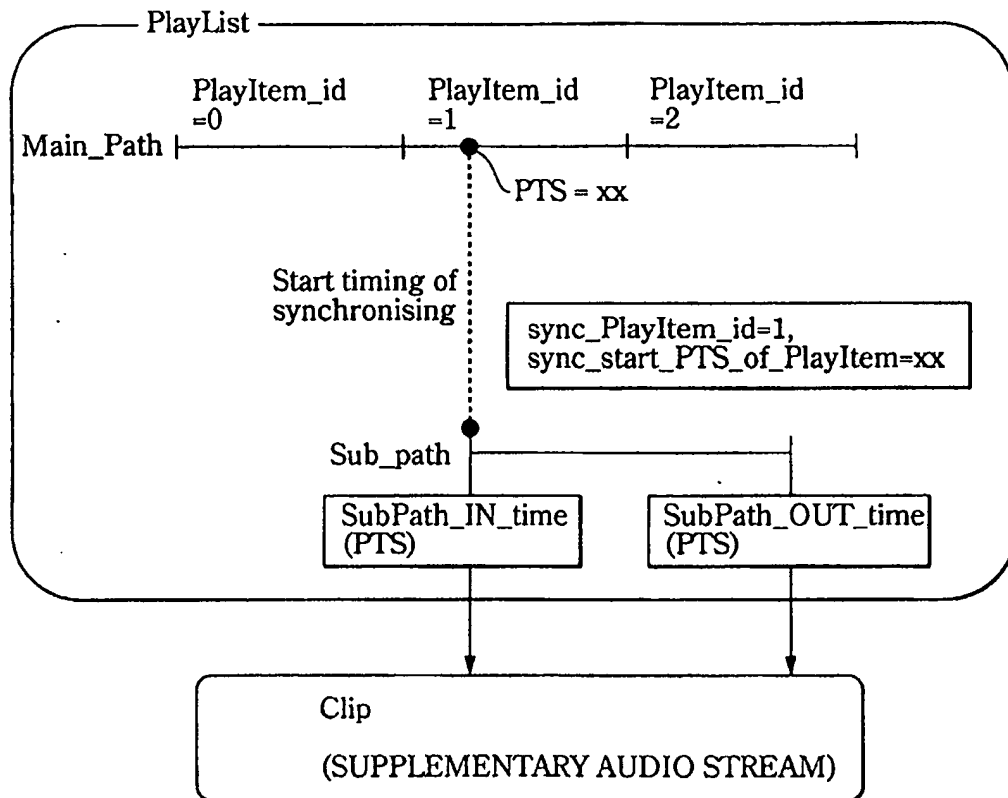 PlayList
PlayItem_id
=0
PlayItem_id
=1
PlayItem_id
=2
Main_Path
PTS = xx
Start timing of
synchronising
sync_PlayItem_id=1,
sync_start_PTS_of_PlayItem=xx
Sub_path
SubPath_IN_time
(PTS)
SubPath_OUT_time
(PTS)
Clip
(SUPPLEMENTARY AUDIO STREAM)